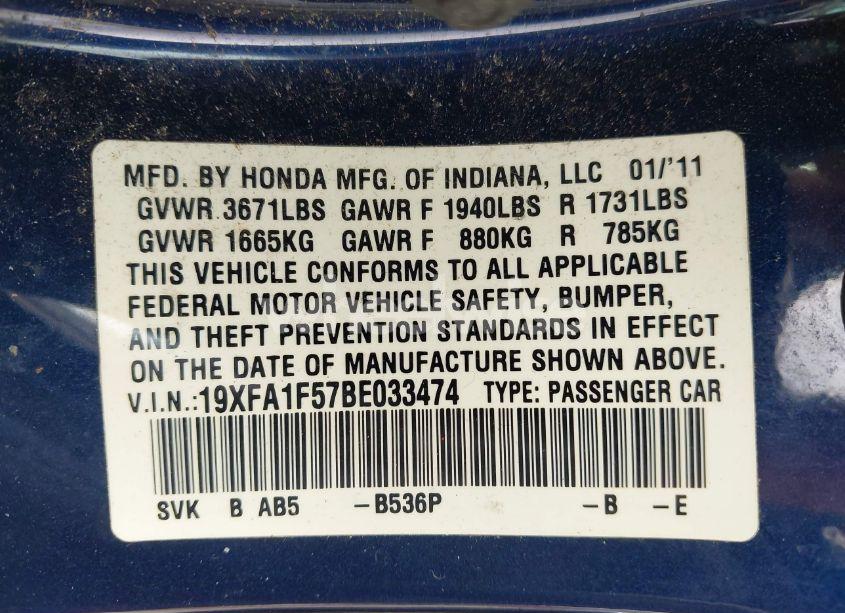 MFD. BY HONDA MFG. OF INDIANA, LLC 01/'11
GVWR 3671LBS GAWR F 1940LBS R 1731LBS
GVWR 1665KG GAWR F 880KG R 785KG
THIS VEHICLE CONFORMS TO ALL APPLICABLE
FEDERAL MOTOR VEHICLE SAFETY, BUMPER,
AND THEFT PREVENTION STANDARDS IN EFFECT
ON THE DATE OF MANUFACTURE SHOWN ABOVE.
V.I.N.:19XFA1F57BE033474 TYPE: PASSENGER CAR
SVK B AB5 -B536P -B -E